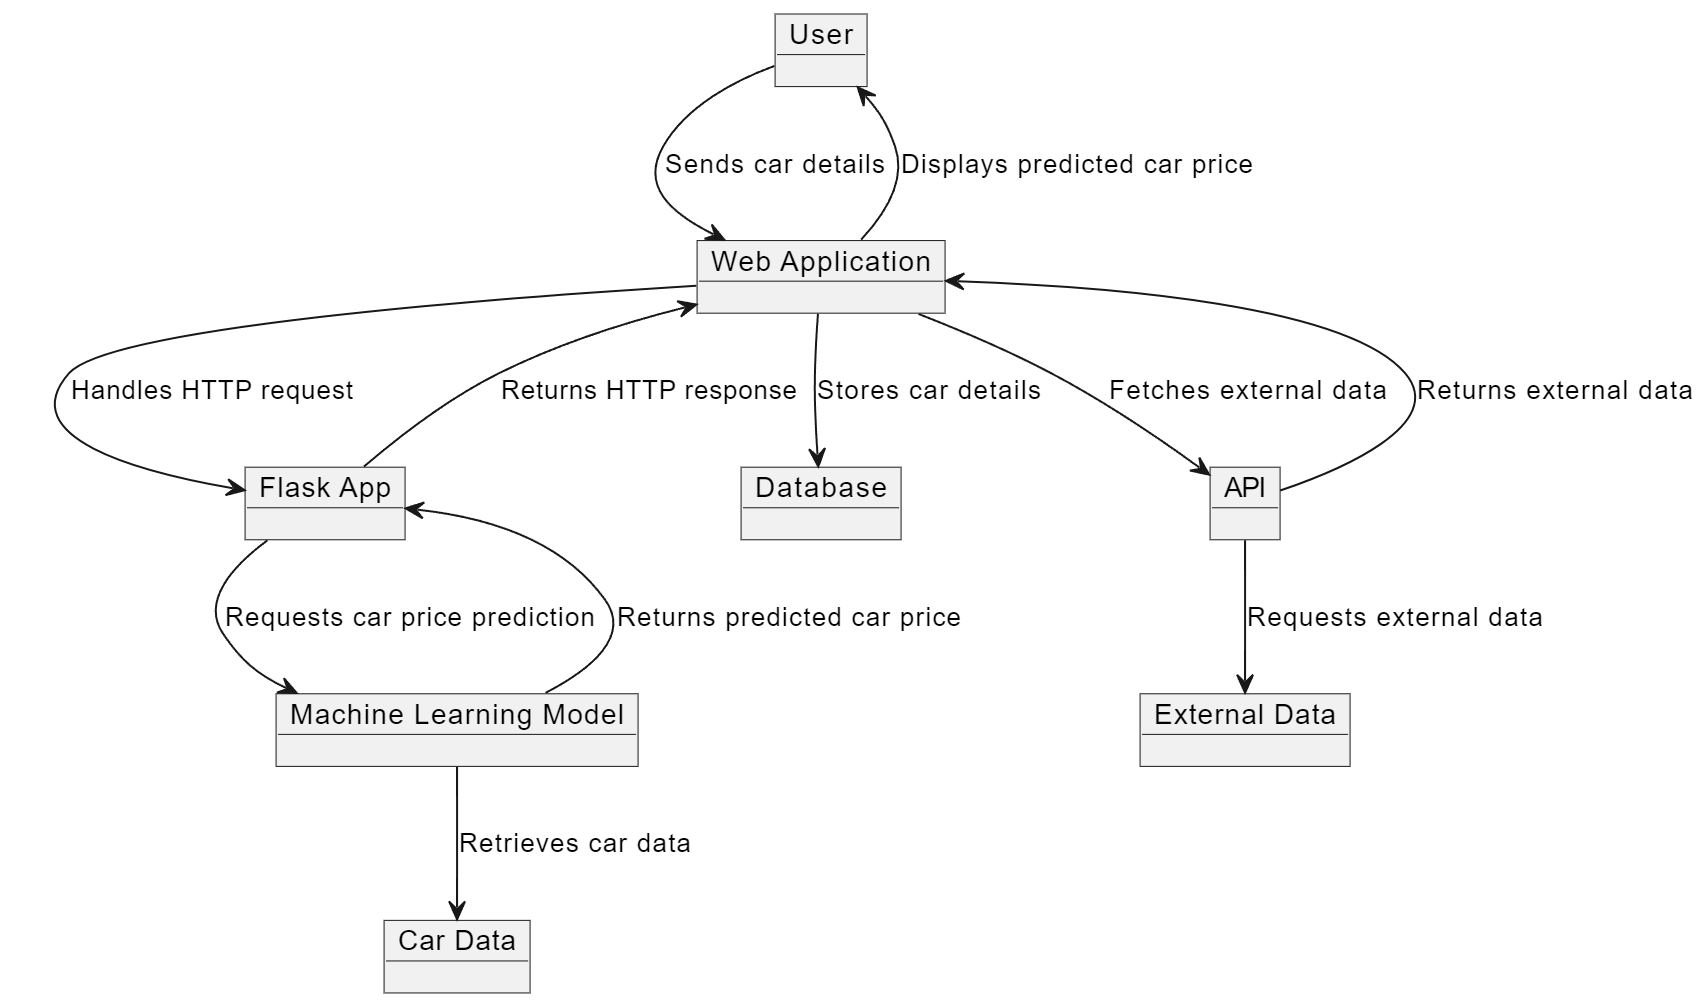 User
Sends car details
Displays predicted car price
Web Application
Handles HTTP request
Returns HTTP response
Stores car details
Fetches external data
Returns external data
Flask App
Database
API
Requests car price prediction
Returns predicted car price
Requests external data
Machine Learning Model
External Data
Retrieves car data
Car Data